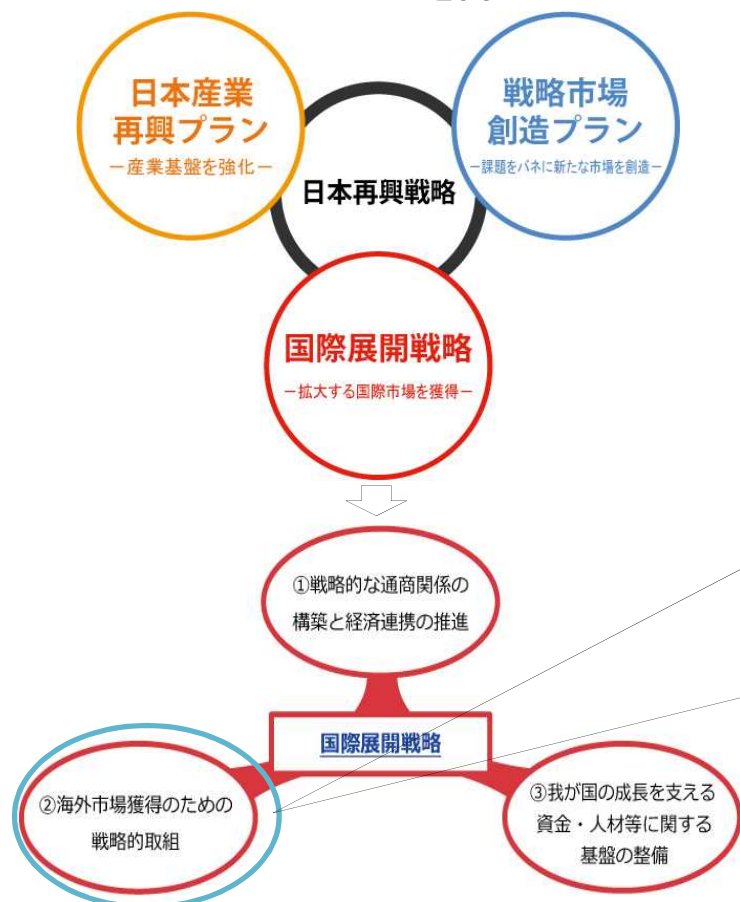 日本産業
再興プラン
－産業基盤を強化－
戦略市場
創造プラン
－課題をバネに新たな市場を創造－
日本再興戦略
国際展開戦略
－拡大する国際市場を獲得－
①戦略的な通商関係の
構築と経済連携の推進
国際展開戦略
②海外市場獲得のための
戦略的取組
③我が国の成長を支える
資金・人材等に関する
基盤の整備